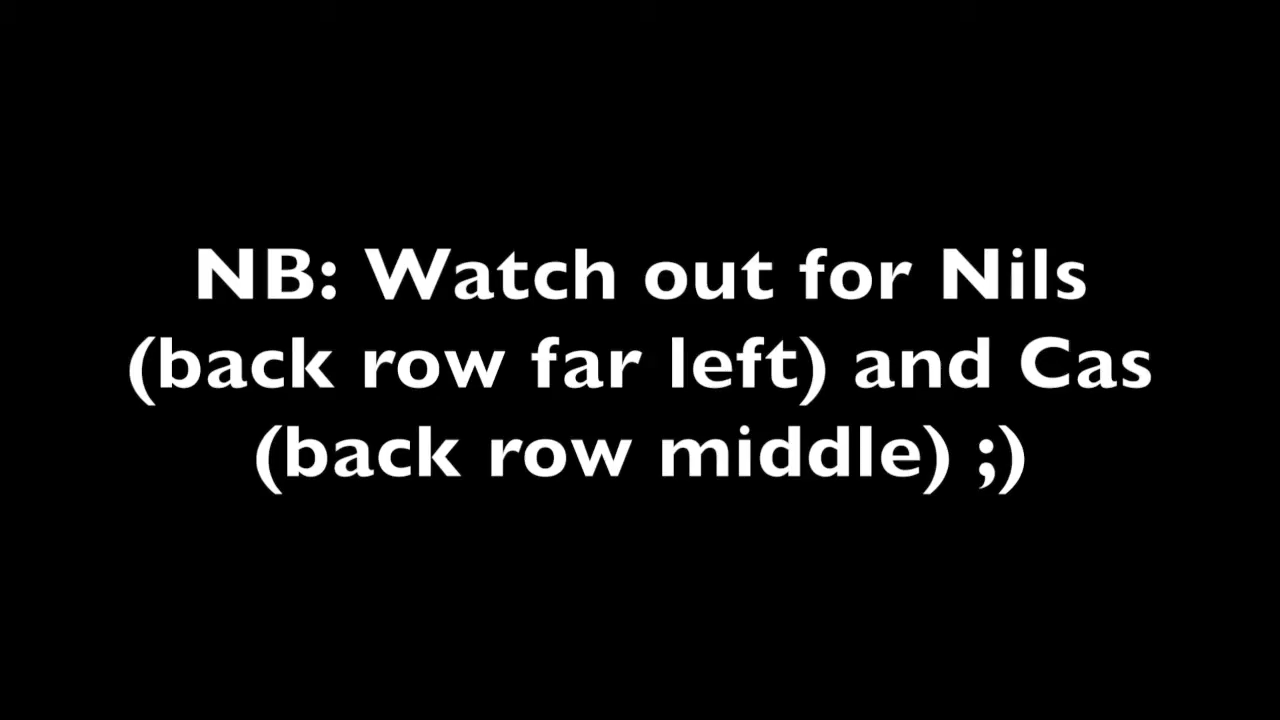 NB: Watch out for Nils
(back row far left) and Cas
(back row middle) ;)